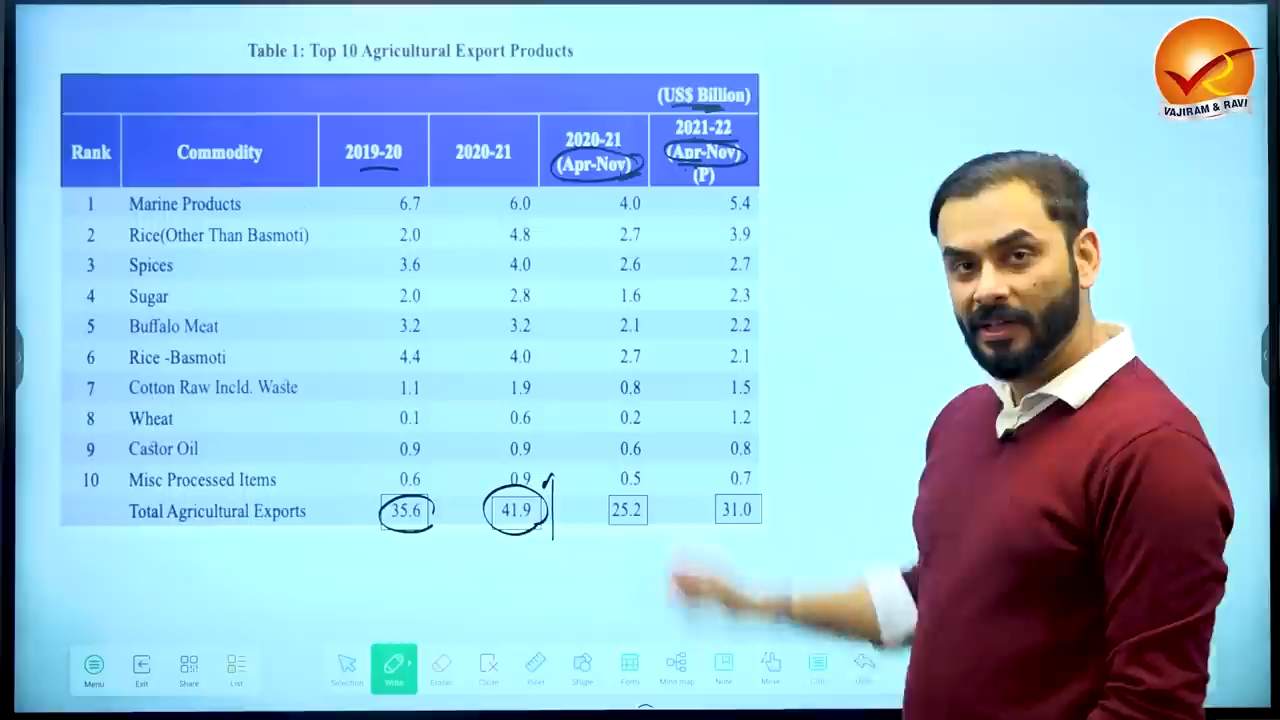 Table 1: Top 10 Agricultural Export Products
(US$ Billion)
Rank Commodity 2019-20 2020-21 2020-21 (Apr-Nov) 2021-22 (Apr-Nov) (P)
1 Marine Products 6.7 6.0 4.0 5.4
2 Rice(Other Than Basmoti) 2.0 4.8 2.7 3.9
3 Spices 3.6 4.0 2.6 2.7
4 Sugar 2.0 2.8 1.6 2.3
5 Buffalo Meat 3.2 3.2 2.1 2.2
6 Rice -Basmoti 4.4 4.0 2.7 2.1
7 Cotton Raw Incld. Waste 1.1 1.9 0.8 1.5
8 Wheat 0.1 0.6 0.2 1.2
9 Castor Oil 0.9 0.9 0.6 0.8
10 Misc Processed Items 0.6 0.9 0.5 0.7
Total Agricultural Exports 35.6 41.9 25.2 31.0
VR
VAJIRAM & RAVI
Menu Exit Share List Selection Write Eraser Clean Shape Form Mind map Note Move